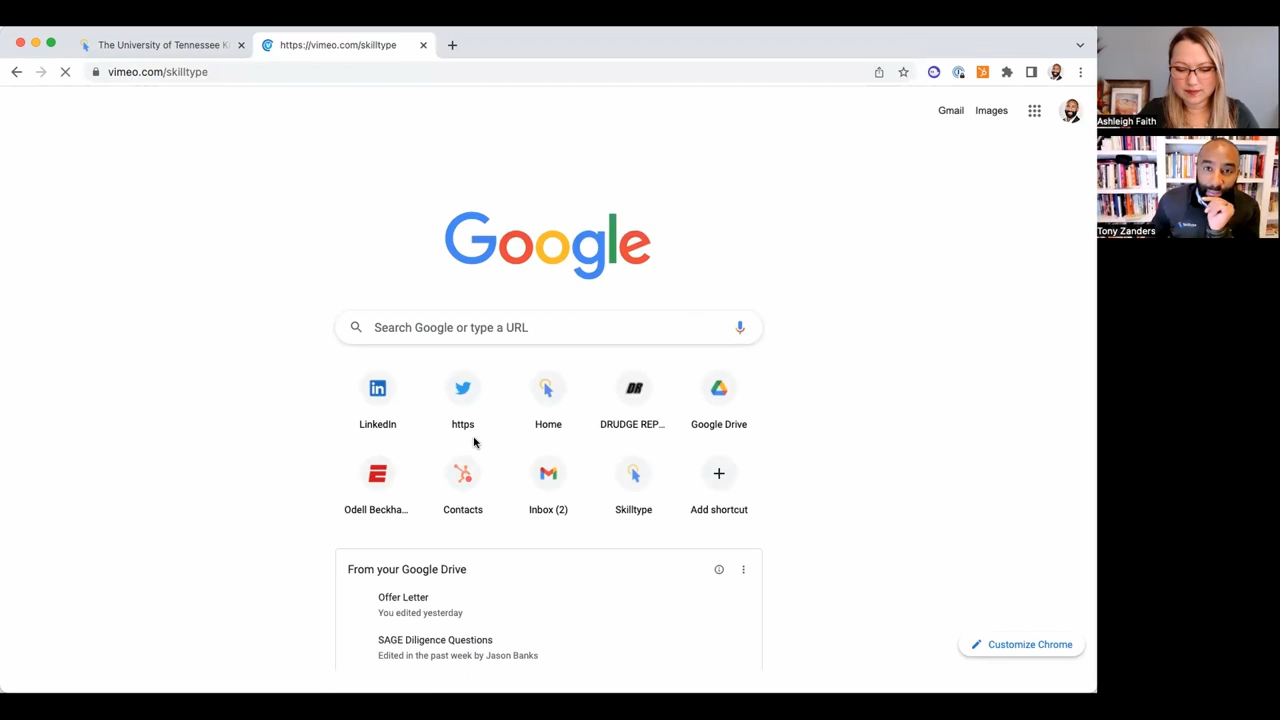 The University of Tennessee K
https://vimeo.com/skilltype
vimeo.com/skilltype
Gmail
Images
Google
Search Google or type a URL
LinkedIn
https
Home
DRUDGE REP...
Google Drive
Odell Beckha...
Contacts
Inbox (2)
Skilltype
Add shortcut
From your Google Drive
Offer Letter
You edited yesterday
SAGE Diligence Questions
Edited in the past week by Jason Banks
Customize Chrome
Ashleigh Faith
Tony Zanders